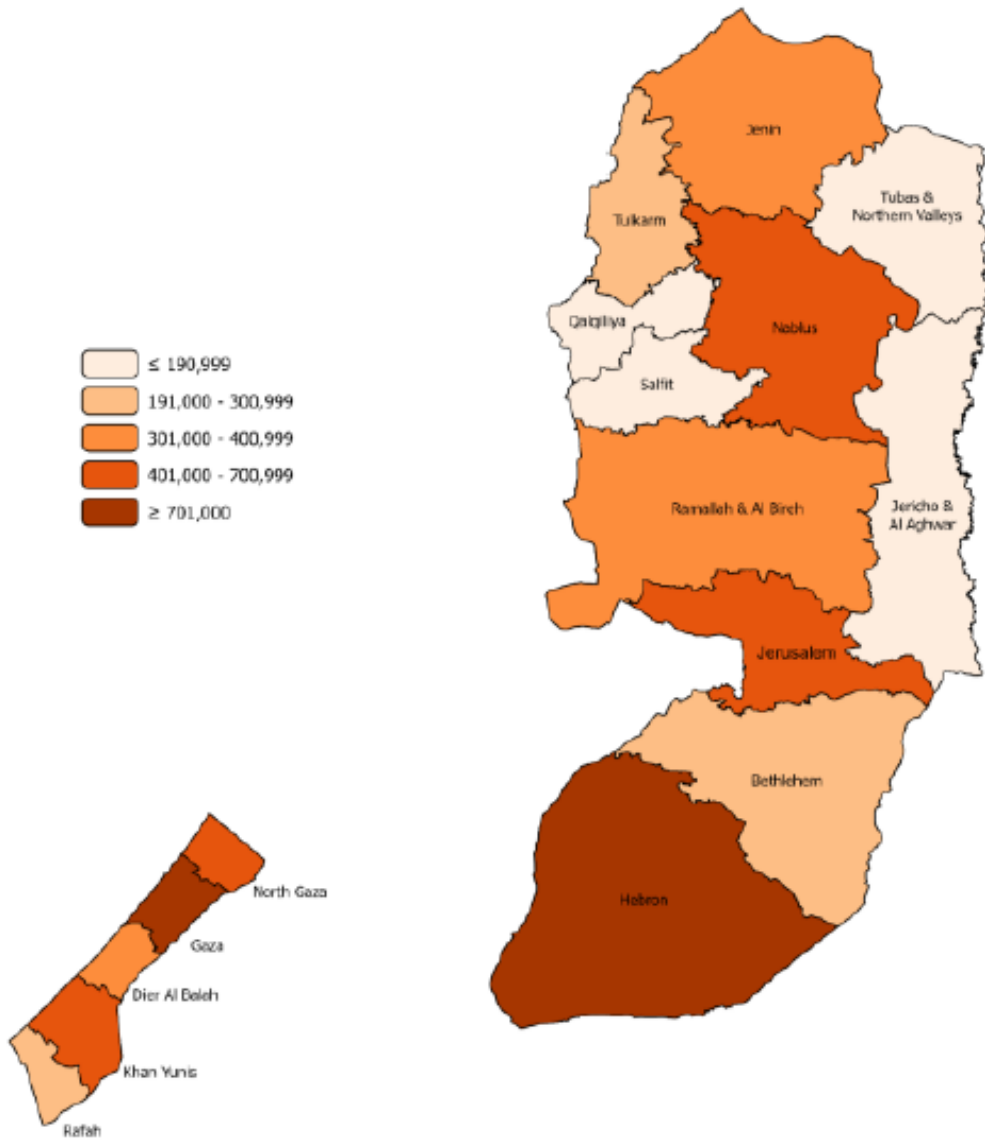 Jenin
Tubas &
Northern Valleys
Tulkarm
Qalqiliya
Nablus
Salfit
≤ 190,999
191,000 - 300,999
301,000 - 400,999
401,000 - 700,999
≥ 701,000
Ramallah & Al Bireh
Jericho &
Al Aghwar
Jerusalem
Bethlehem
Hebron
North Gaza
Gaza
Dier Al Balah
Khan Yunis
Rafah